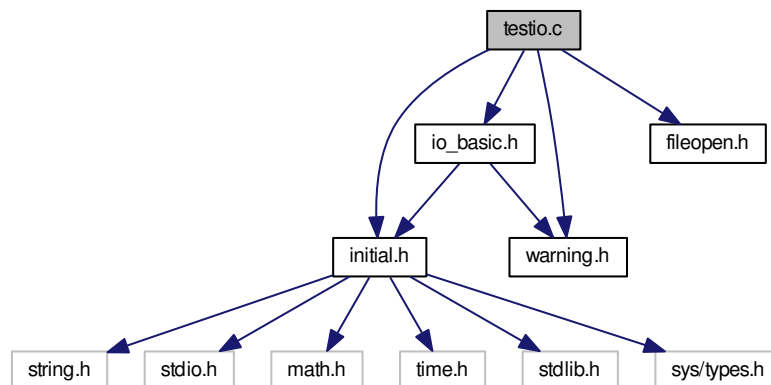 testio.c
io_basic.h
fileopen.h
initial.h
warning.h
string.h
stdio.h
math.h
time.h
stdlib.h
sys/types.h